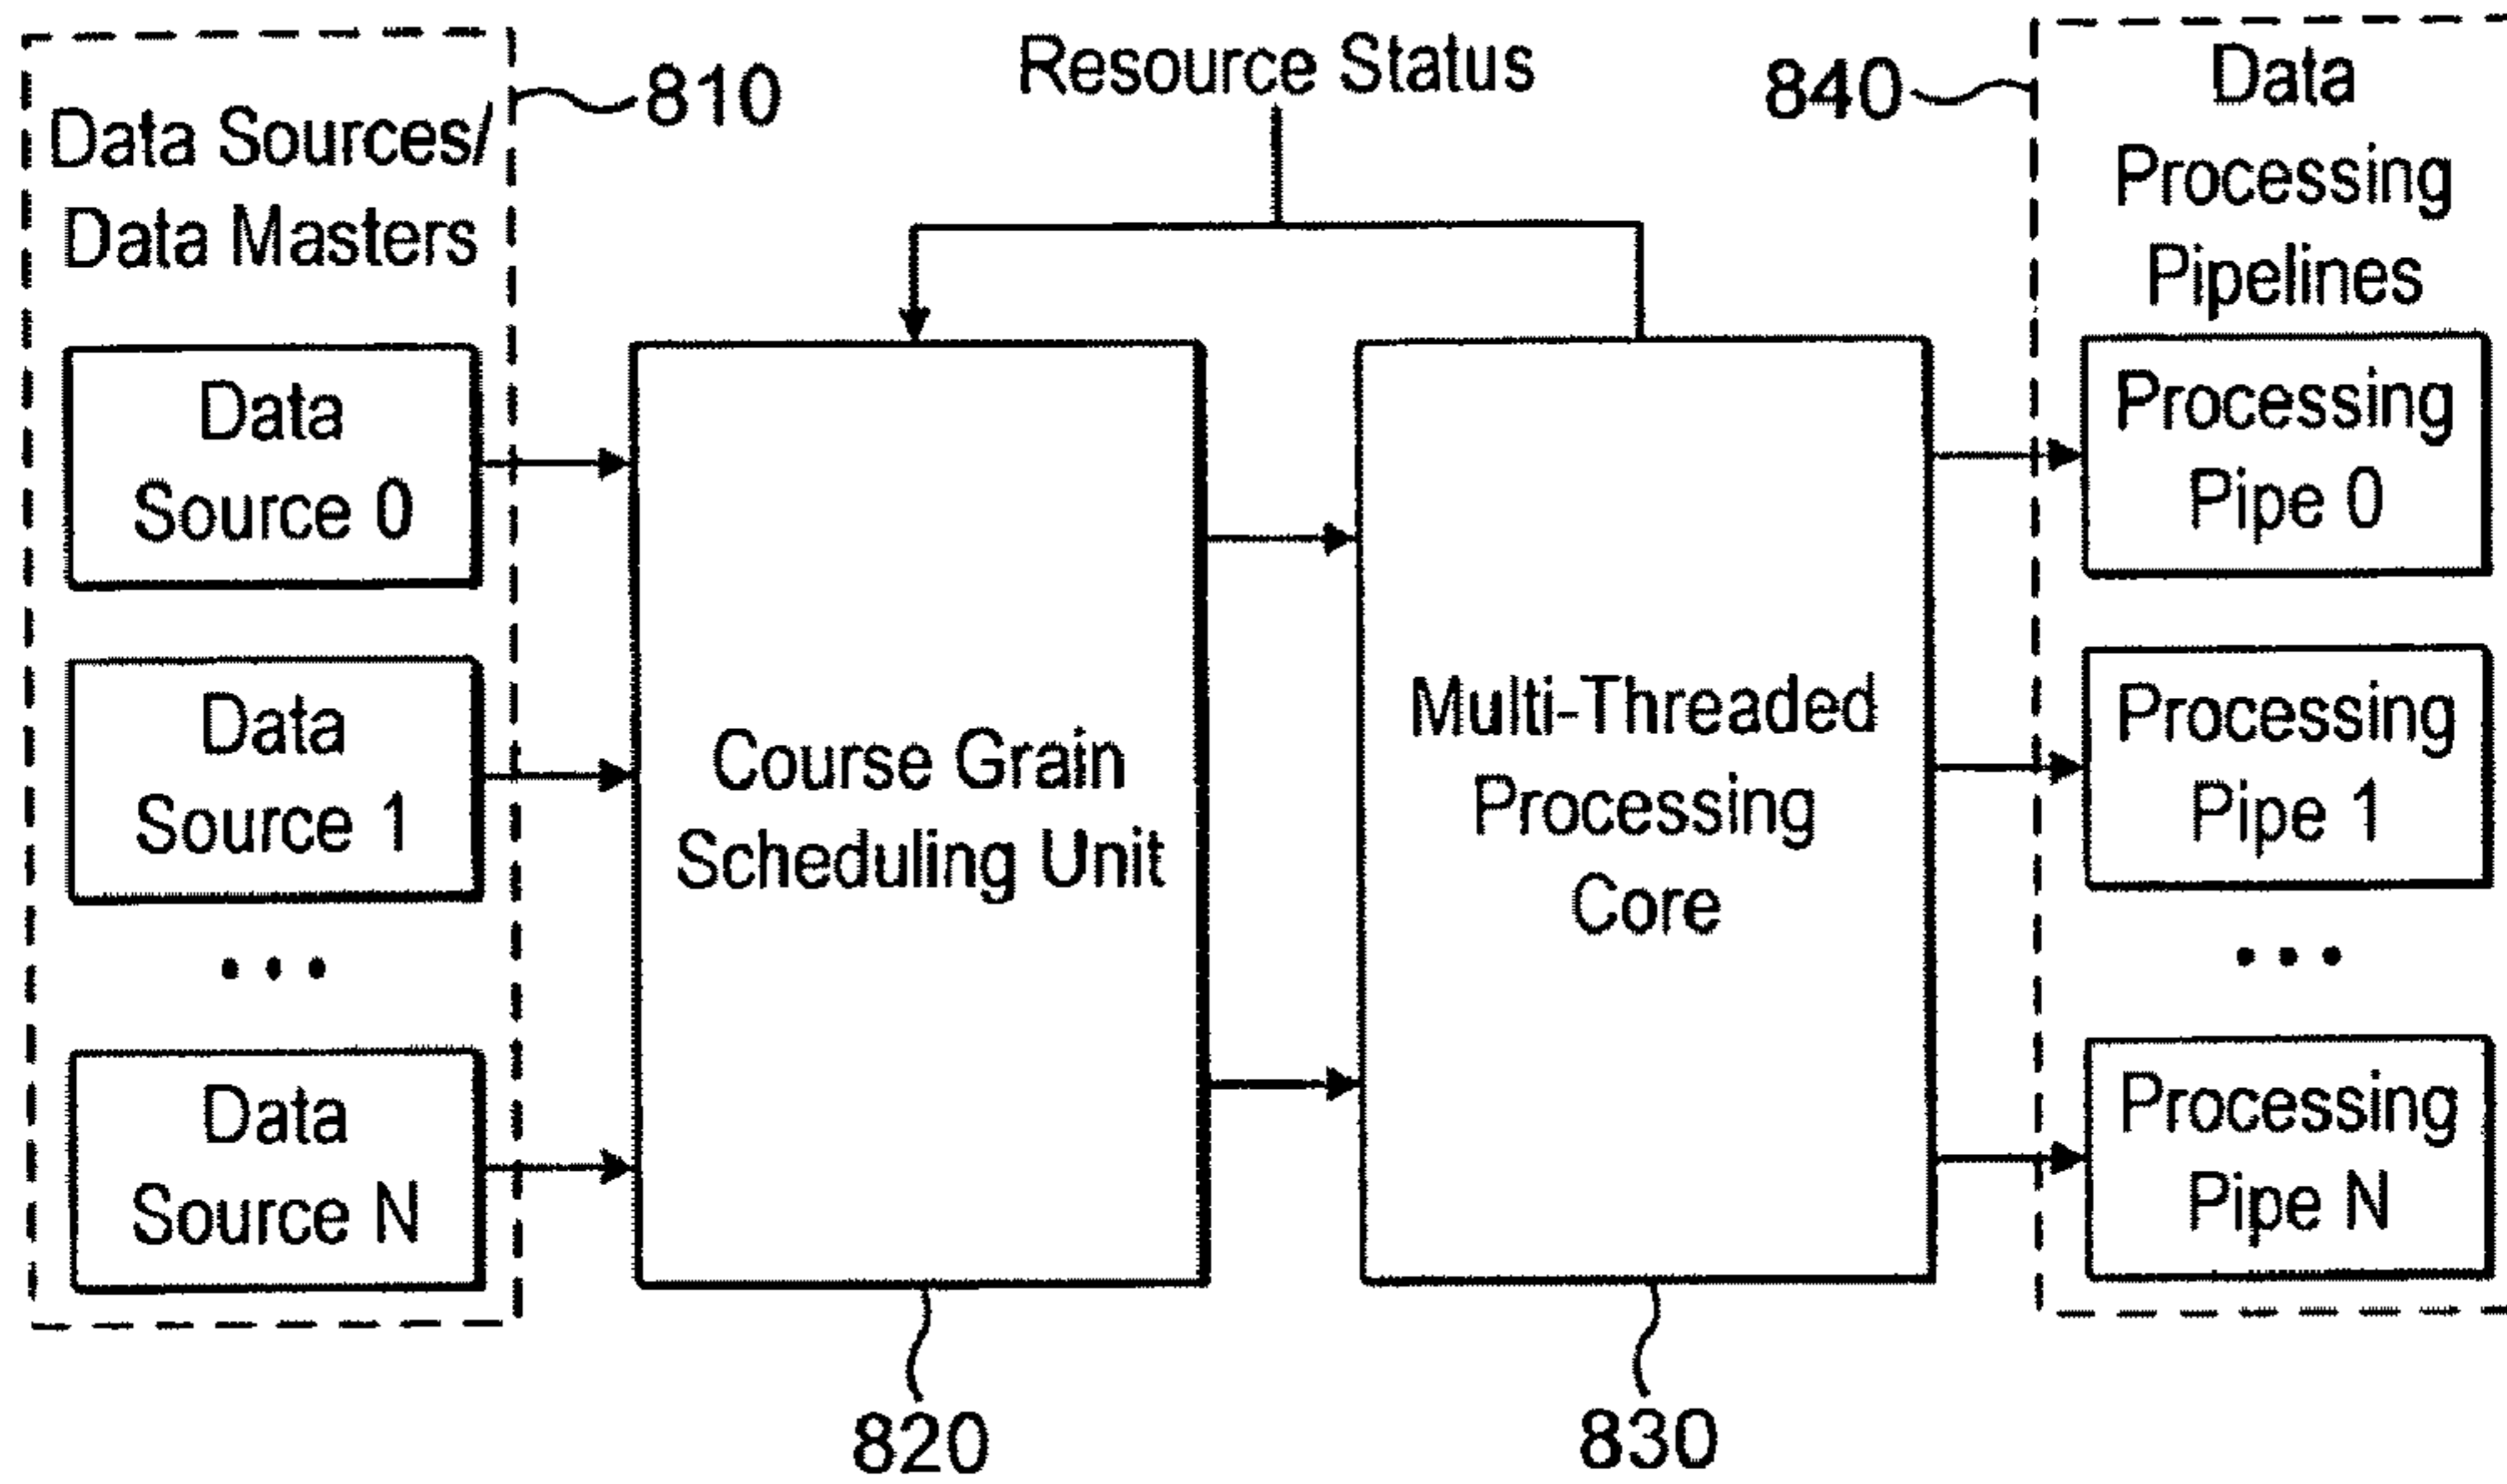 Data Sources/
Data Masters
810
Resource Status
840
Data
Processing
Pipelines
Data
Source 0
Data
Source 1
• • •
Data
Source N
Course Grain
Scheduling Unit
820
Multi-Threaded
Processing
Core
830
Processing
Pipe 0
Processing
Pipe 1
• • •
Processing
Pipe N